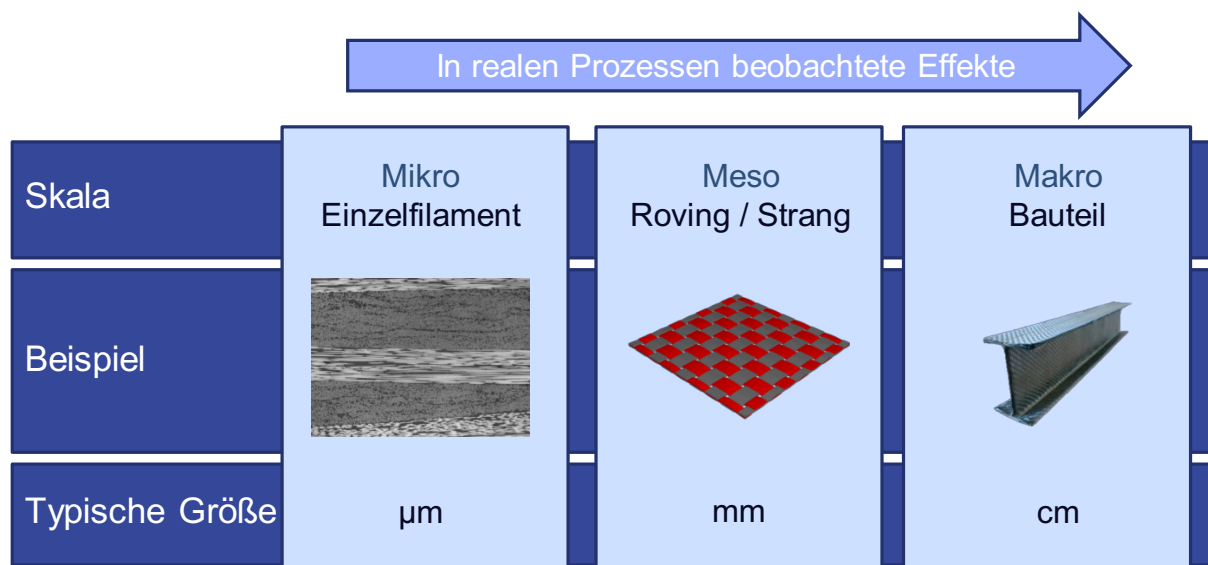 In realen Prozessen beobachtete Effekte
Skala
Mikro
Einzelfilament
Meso
Roving / Strang
Makro
Bauteil
Beispiel
Typische Größe
µm
mm
cm